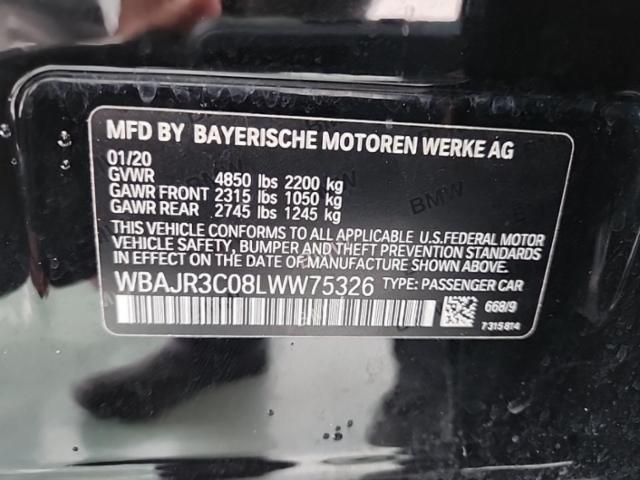 MFD BY BAYERISCHE MOTOREN WERKE AG
01/20
GVWR 4850 lbs 2200 kg
GAWR FRONT 2315 lbs 1050 kg
GAWR REAR 2745 lbs 1245 kg
THIS VEHICLE CONFORMS TO ALL APPLICABLE U.S.FEDERAL MOTOR
VEHICLE SAFETY, BUMPER AND THEFT PREVENTION STANDARDS
IN EFFECT ON THE DATE OF MANUFACTURE SHOWN ABOVE.
WBAJR3C08LWW75326 TYPE: PASSENGER CAR
668/9
7315814
BMW